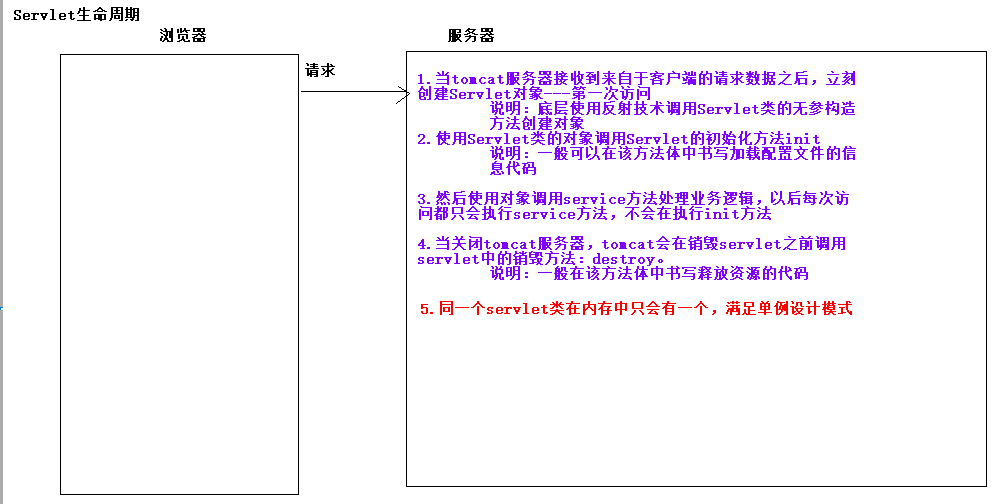 Servlet生命周期
浏览器
服务器
请求
1.当tomcat服务器接收到来自于客户端的请求数据之后，立刻
创建Servlet对象---第一次访问
说明：底层使用反射技术调用Servlet类的无参构造
方法创建对象
2.使用Servlet类的对象调用Servlet的初始化方法init
说明：一般可以在该方法体中书写加载配置文件的信
息代码
3.然后使用对象调用service方法处理业务逻辑，以后每次访
问都只会执行service方法，不会在执行init方法
4.当关闭tomcat服务器，tomcat会在销毁servlet之前调用
servlet中的销毁方法：destroy。
说明：一般在该方法体中书写释放资源的代码
5.同一个servlet类在内存中只会有一个，满足单例设计模式